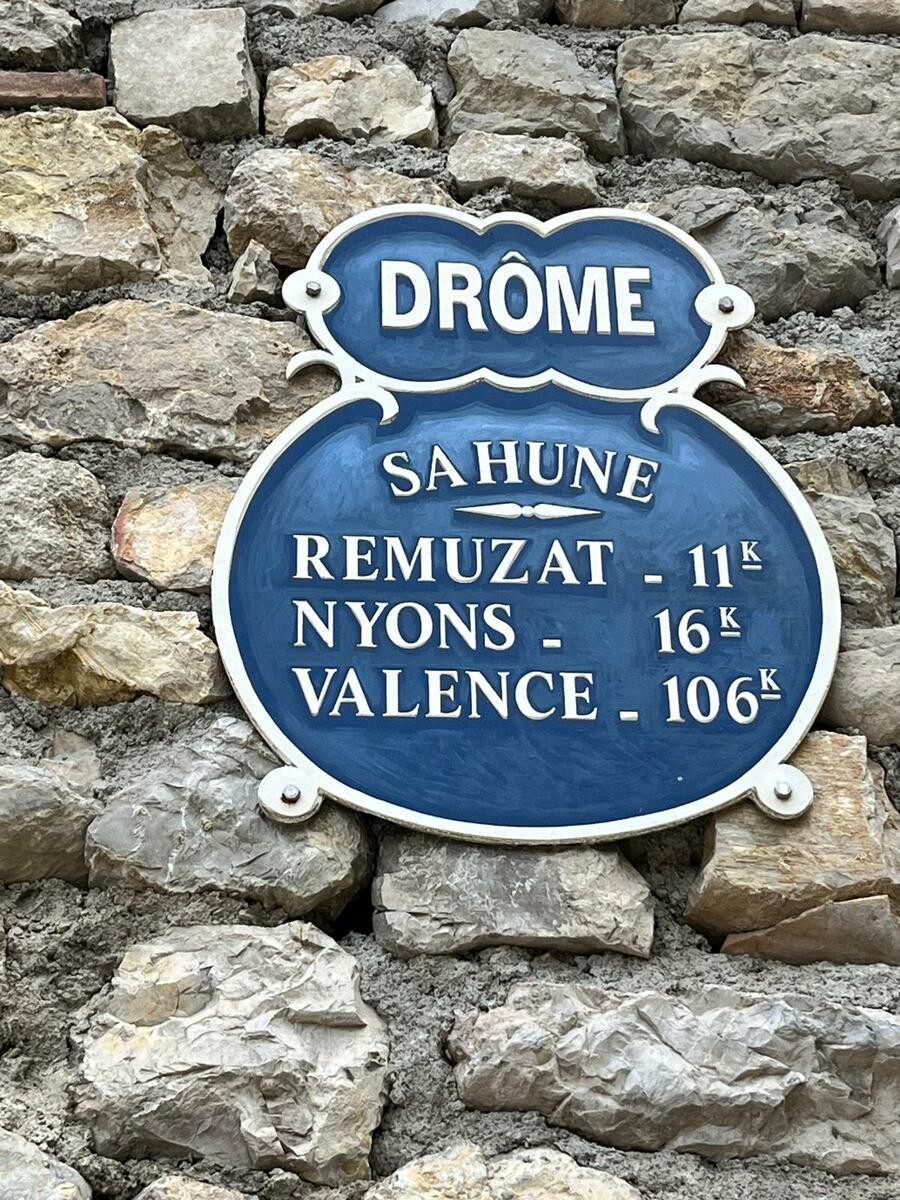 DRÔME
SAHUNE
REMUZAT - 11K
NYONS - 16K
VALENCE - 106K